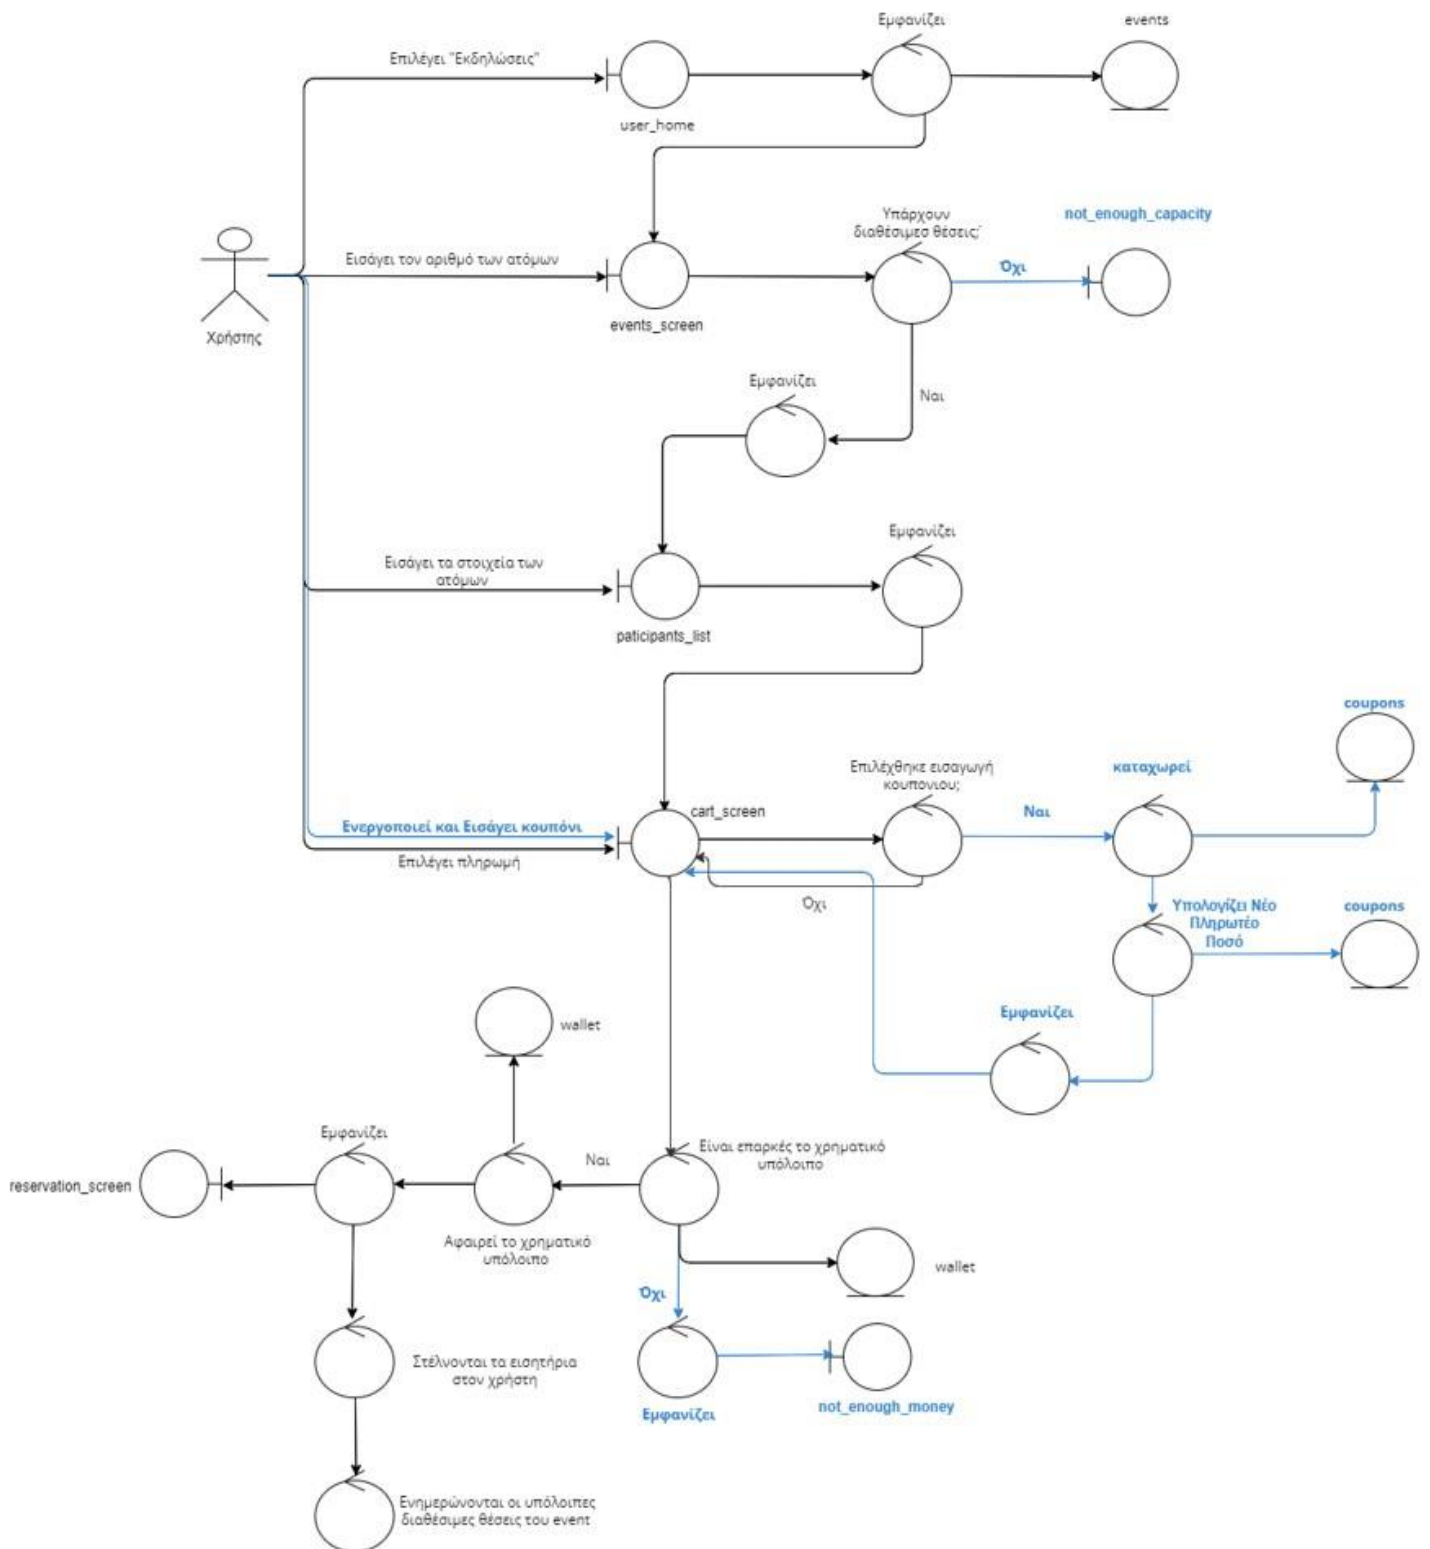 Εμφανίζει
events
Επιλέγει "Εκδηλώσεις"
user_home
Υπάρχουν
διαθέσιμεσ θέσεις;
not_enough_capacity
Εισάγει τον αριθμό των ατόμων
Όχι
events_screen
Χρήστης
Εμφανίζει
Ναι
Εμφανίζει
Εισάγει τα στοιχεία των
ατόμων
paticipants_list
coupons
Επιλέχθηκε εισαγωγή
κουπονιου;
καταχωρεί
cart_screen
Ναι
Ενεργοποιεί και Εισάγει κουπόνι
Επιλέγει πληρωμή
Όχι
Υπολογίζει Νέο
Πληρωτέο
Ποσό
coupons
Εμφανίζει
wallet
Εμφανίζει
Ναι
Είναι επαρκές το χρηματικό
υπόλοιπο
reservation_screen
Αφαιρεί το χρηματικό
υπόλοιπο
wallet
Όχι
Στέλνονται τα εισητήρια
στον χρήστη
Εμφανίζει
not_enough_money
Ενημερώνονται οι υπόλοιπες
διαθέσιμες θέσεις του event